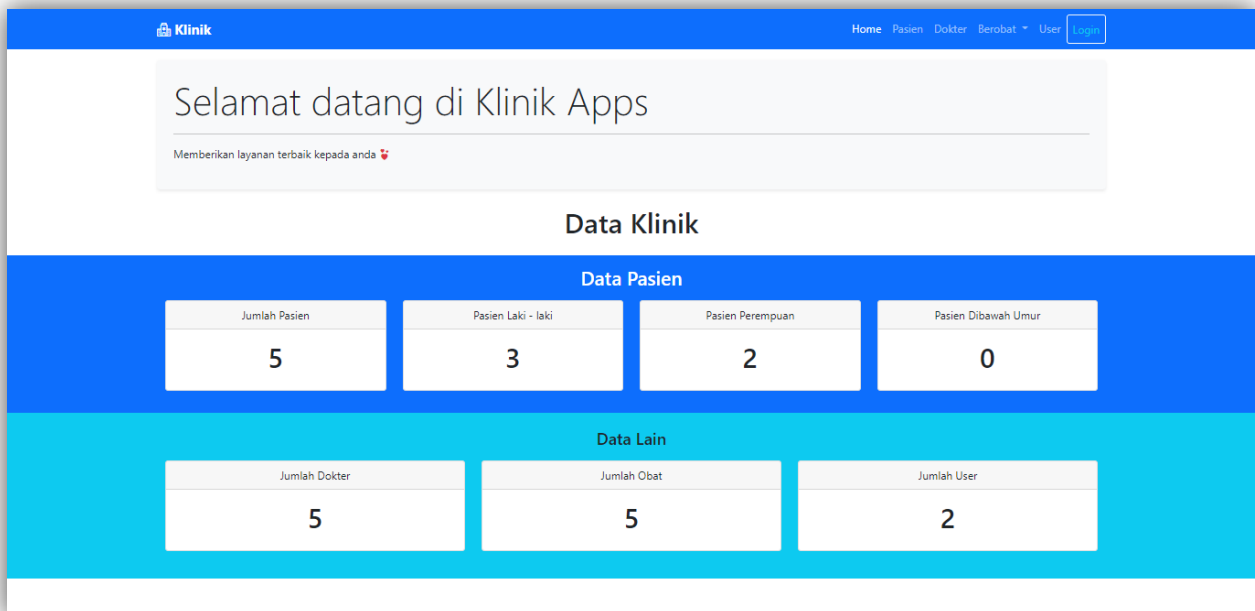 Klinik
Home Pasien Dokter Berobat User Login
Selamat datang di Klinik Apps
Memberikan layanan terbaik kepada anda
Data Klinik
Data Pasien
Jumlah Pasien
5
Pasien Laki - laki
3
Pasien Perempuan
2
Pasien Dibawah Umur
0
Data Lain
Jumlah Dokter
5
Jumlah Obat
5
Jumlah User
2